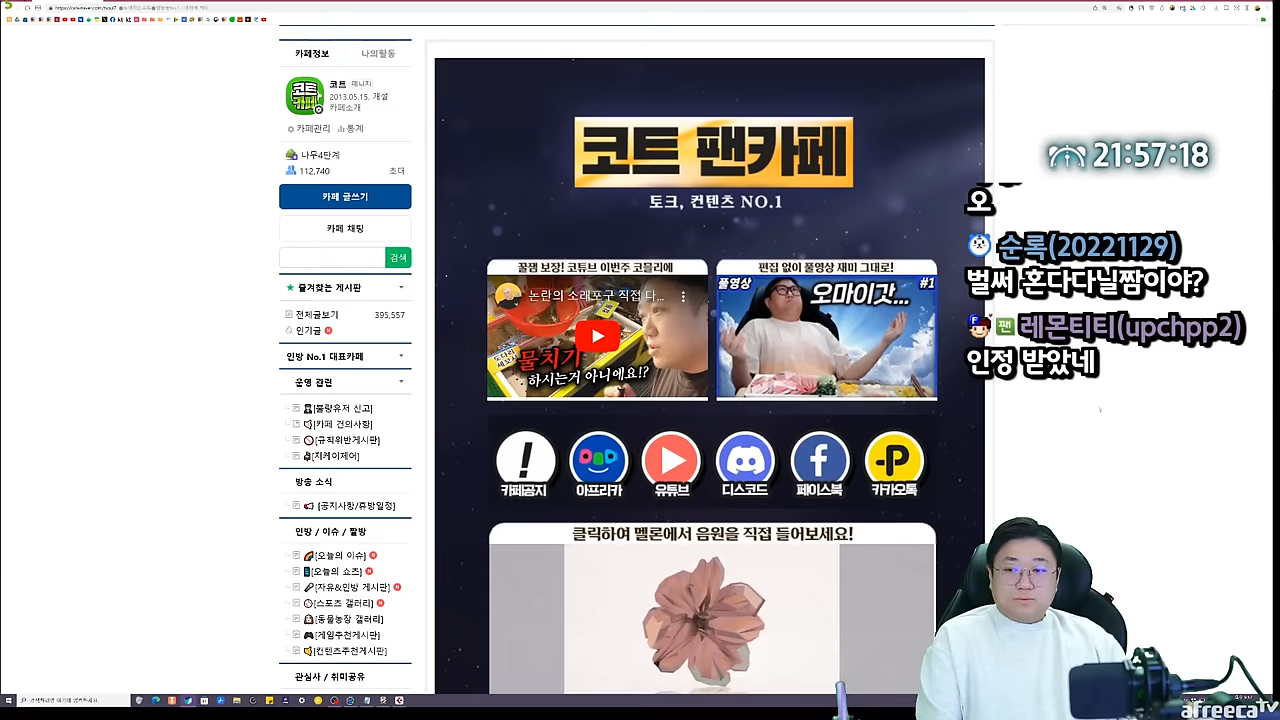 카페정보 나의활동
코트 매니저
2013.05.15. 개설
카페소개
카페관리 통계
나무4단계
112,740 초대
카페 글쓰기
카페 채팅
검색
즐겨찾는 게시판
전체글보기 395,557
인기글
인방 No.1 대표카페
운영 관련
[불량유저 신고]
[카페 건의사항]
[규칙위반게시판]
[지케이제어]
방송 소식
[공지사항/휴방일정]
인방 / 이슈 / 짤방
[오늘의 이슈]
[오늘의 쇼츠]
[자유&인방 게시판]
[스포츠 갤러리]
[동물농장 갤러리]
[게임추천게시판]
[컨텐츠추천게시판]
관심사 / 취미공유
코트 팬카페
토크, 컨텐츠 NO.1
꿀잼 보장! 코튜브 이번주 코믈리에
논란의 소래포구 직접 다...
물치기
하시는거 아니에요!?
편집 없이 풀영상 재미 그대로!
풀영상
#1
오마이갓...
카페공지
아프리카
유튜브
디스코드
페이스북
카카오톡
클릭하여 멜론에서 음원을 직접 들어보세요!
21:57:18
오
순록(20221129)
벌써 혼다다닐짬이야?
팬 레몬티티(upchpp2)
인정 받았네
afreecaTV